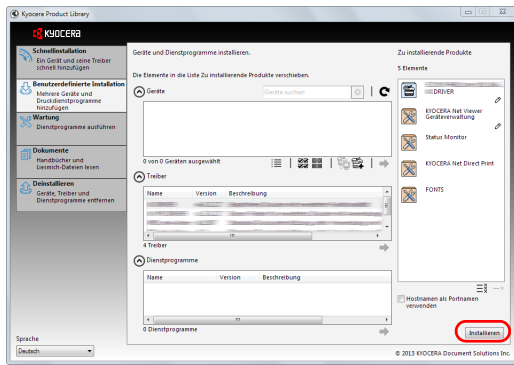 Kyocera Product Library
KYOCERA
Schnellinstallation
Ein Gerät und seine Treiber
schnell hinzufügen
Benutzerdefinierte Installation
Mehrere Geräte und
Druckdienstprogramme
hinzufügen
Wartung
Dienstprogramme ausführen
Dokumente
Handbücher und
Liesmich-Dateien lesen
Deinstallieren
Geräte, Treiber und
Dienstprogramme entfernen
Sprache
Deutsch
Geräte und Dienstprogramme installieren.
Die Elemente in die Liste Zu installierende Produkte verschieben.
Geräte
Geräte suchen
0 von 0 Geräten ausgewählt
Treiber
Name Version Beschreibung
4 Treiber
Dienstprogramme
Name Version Beschreibung
0 Dienstprogramme
Zu installierende Produkte
5 Elemente
DRIVER
KYOCERA Net Viewer
Geräteverwaltung
Status Monitor
KYOCERA Net Direct Print
FONTS
Hostnamen als Portnamen
verwenden
Installieren
© 2013 KYOCERA Document Solutions Inc.